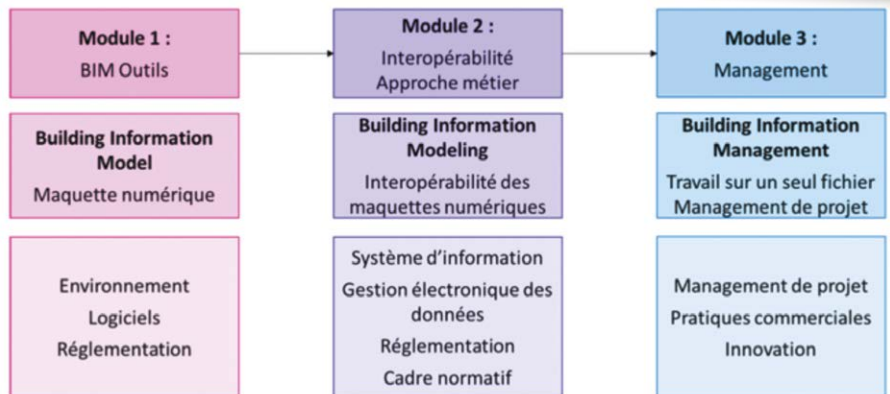 Module 1 :
BIM Outils
Building Information
Model
Maquette numérique
Environnement
Logiciels
Réglementation
Module 2 :
Interopérabilité
Approche métier
Building Information
Modeling
Interopérabilité des
maquettes numériques
Système d’information
Gestion électronique des
données
Réglementation
Cadre normatif
Module 3 :
Management
Building Information
Management
Travail sur un seul fichier
Management de projet
Management de projet
Pratiques commerciales
Innovation